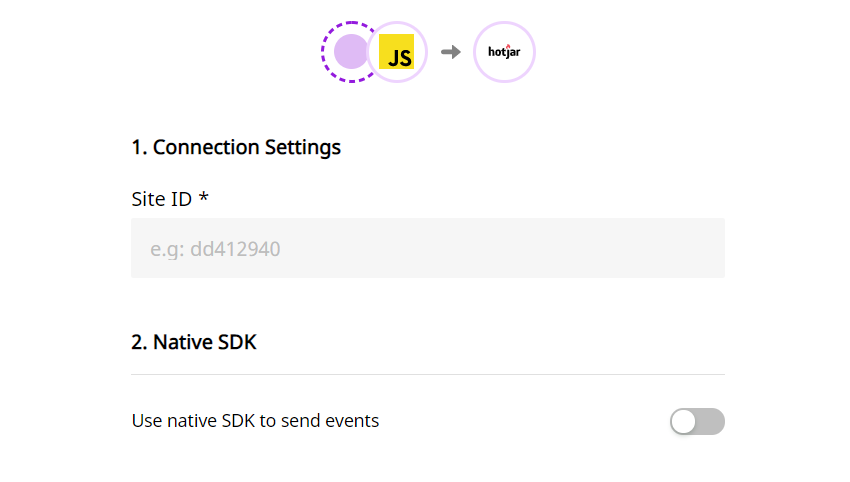 JS
hotjar
1. Connection Settings
Site ID *
e.g: dd412940
2. Native SDK
Use native SDK to send events